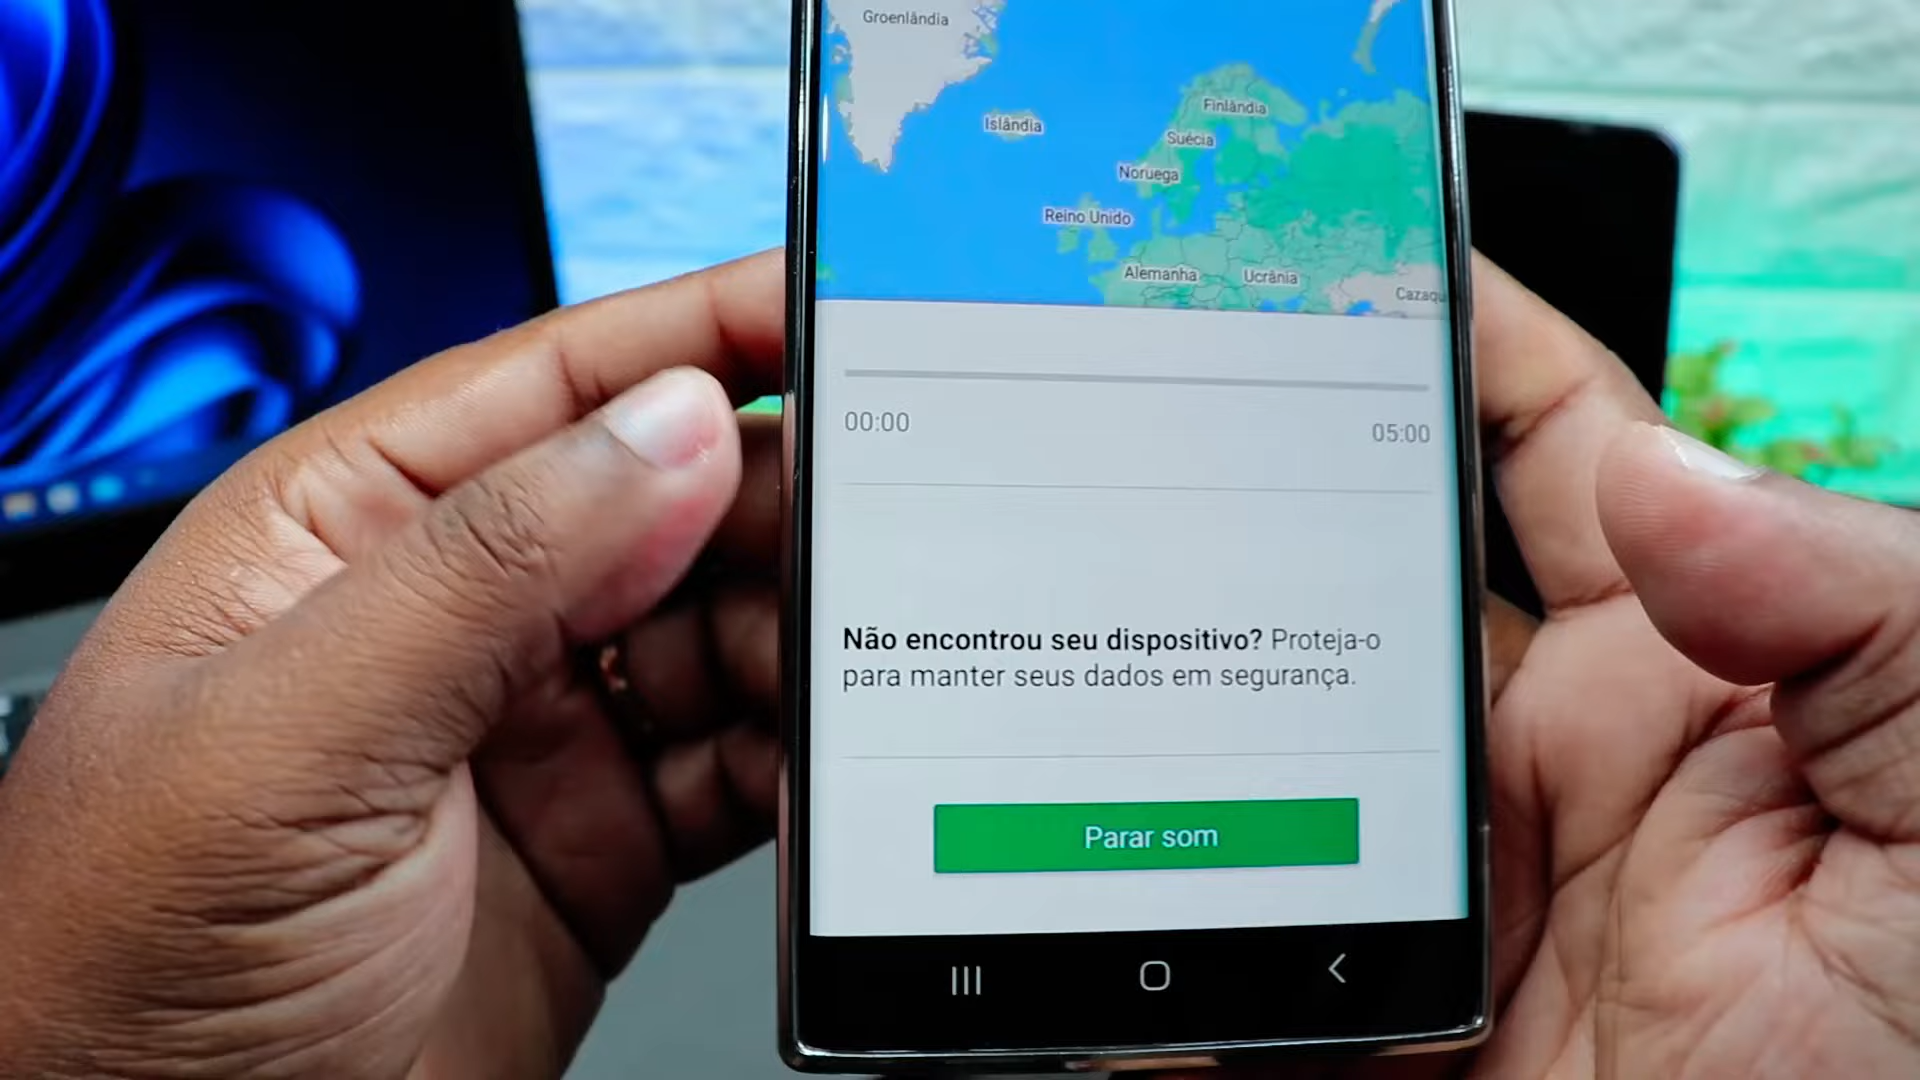 Groenlândia
Finlândia
Islândia
Suécia
Noruega
Reino Unido
Alemanha
Ucrânia
Cazaqu
00:00
05:00
Não encontrou seu dispositivo? Proteja-o
para manter seus dados em segurança.
Parar som